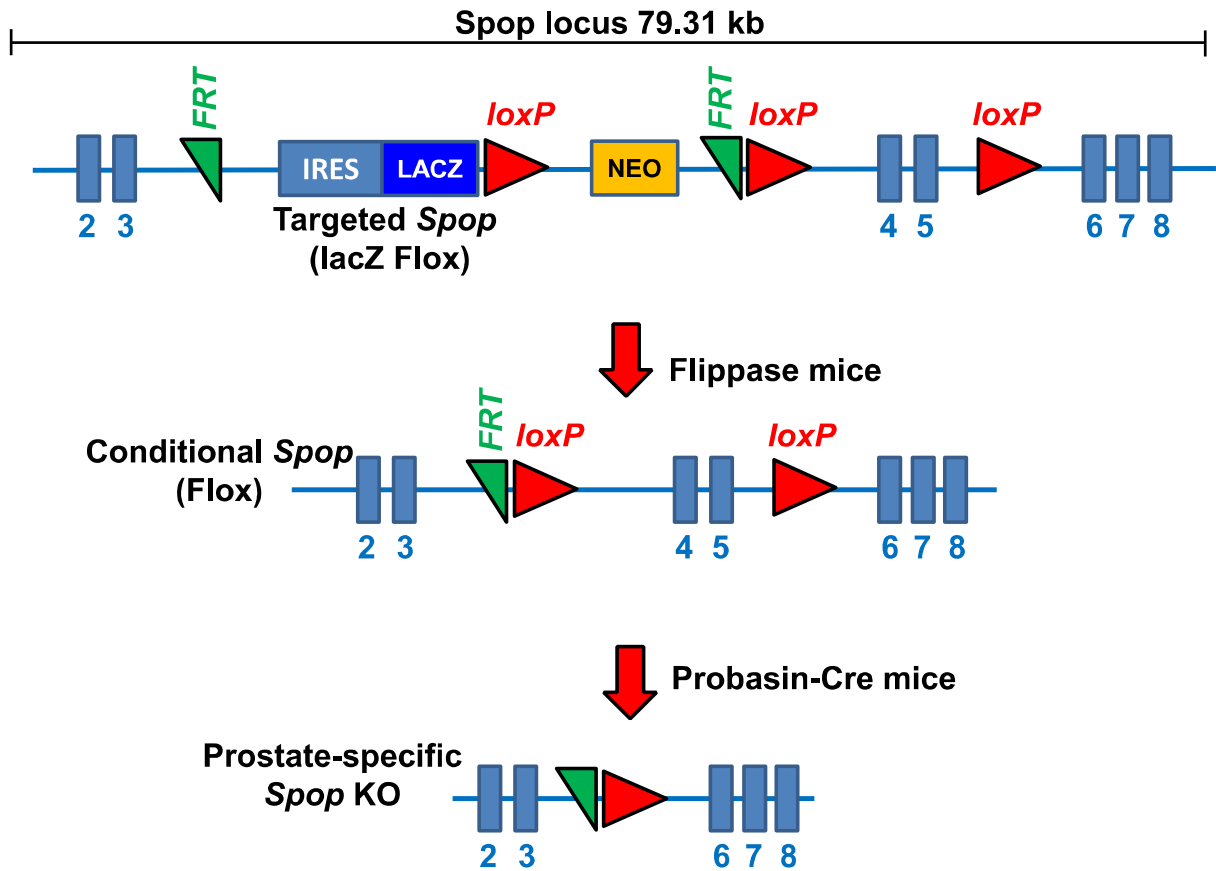 Spop locus 79.31 kb
FRT
loxP
FRT
loxP
loxP
IRES
LACZ
NEO
2 3
4 5
6 7 8
Targeted Spop
(lacZ Flox)
Flippase mice
FRT
loxP
loxP
Conditional Spop
(Flox)
2 3
4 5
6 7 8
Probasin-Cre mice
Prostate-specific
Spop KO
2 3
6 7 8